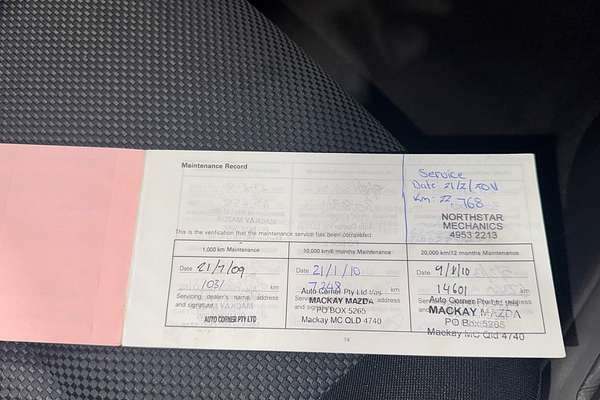 Maintenance Record
Service
Date 21/2/2011
Km 22,768
NORTHSTAR
MECHANICS
4953 2213
This is the verification that the maintenance service has been completed
1,000 km Maintenance
Date 21/7/09
1031 km
Servicing dealer's name, address
and signature
AUTO CORNER PTY LTD
10,000 km/6 months Maintenance
Date 21/1/10
7248 km
Auto Corner Pty Ltd
Servicing dealer's name, address
MACKAY MAZDA
and signature
PO BOX 5265
Mackay MC QLD 4740
20,000 km/12 months Maintenance
Date 9/8/10
14601 km
Servicing dealer's name, address
Auto Corner Pty Ltd
and signature
MACKAY MAZDA
PO Box 5265
Mackay MC Qld 4740
14